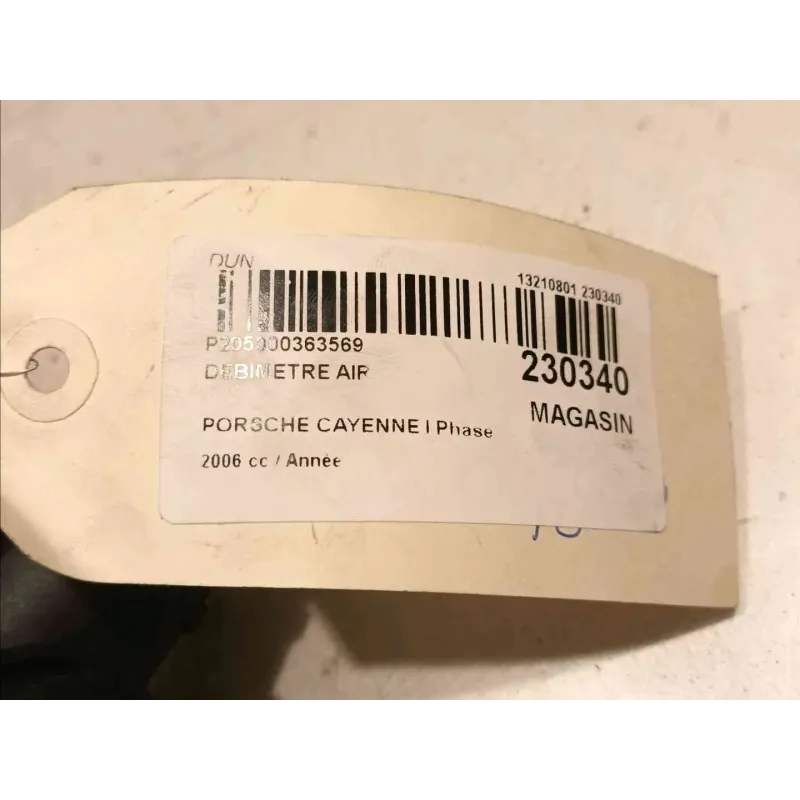 DUN
13210801 230340
P205000363569
230340
DEBIMETRE AIR
MAGASIN
PORSCHE CAYENNE I Phase
2006 cc / Année